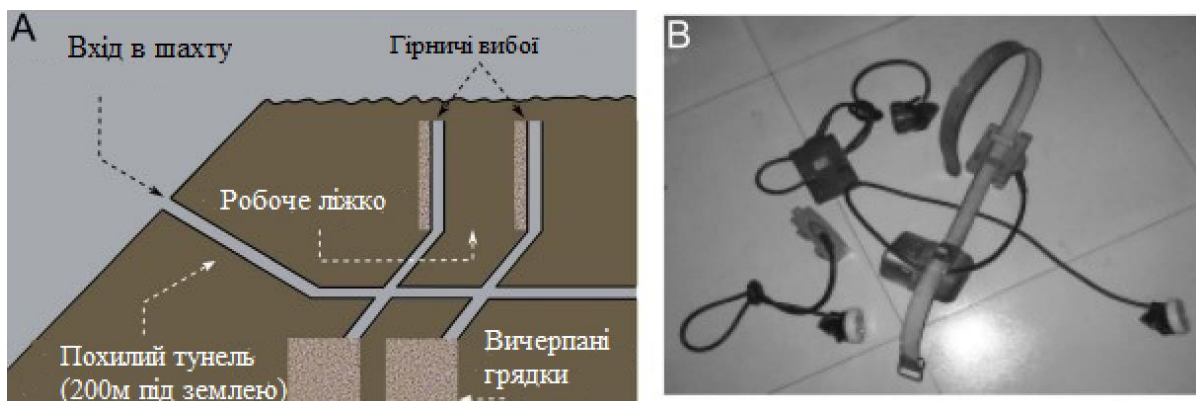 A
Вхід в шахту
Гірничі вибої
Робоче ліжко
Похилий тунель
(200м під землею)
Вичерпані
грядки
B